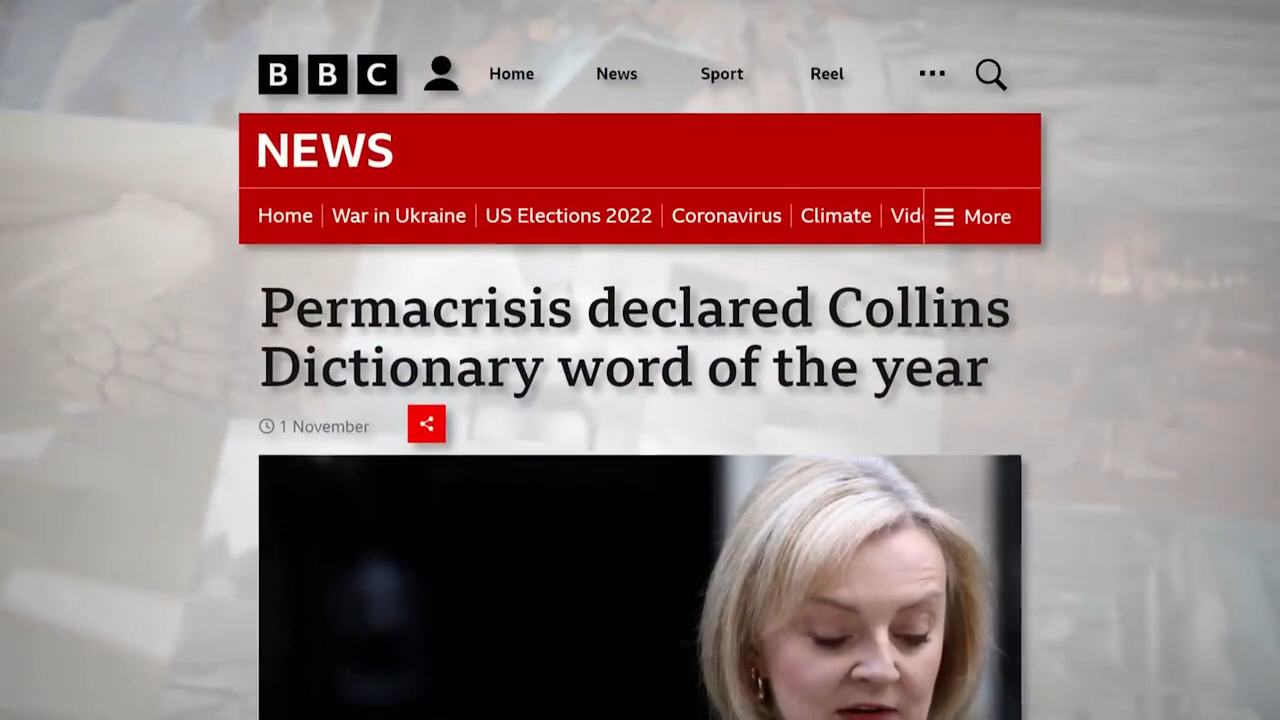 BBC Home News Sport Reel
NEWS
Home War in Ukraine US Elections 2022 Coronavirus Climate Vid More
Permacrisis declared Collins
Dictionary word of the year
1 November